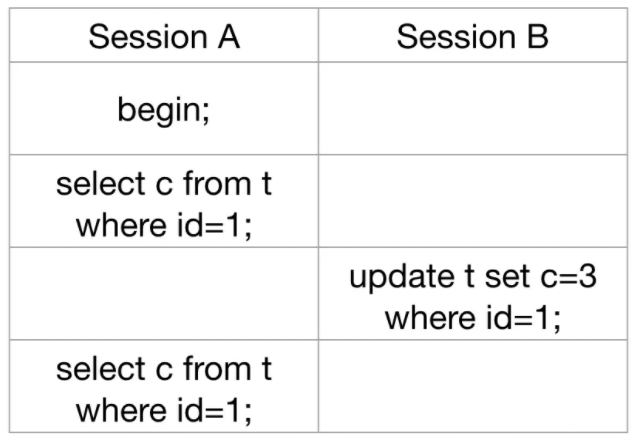 Session A
Session B
begin;
select c from t
where id=1;
update t set c=3
where id=1;
select c from t
where id=1;